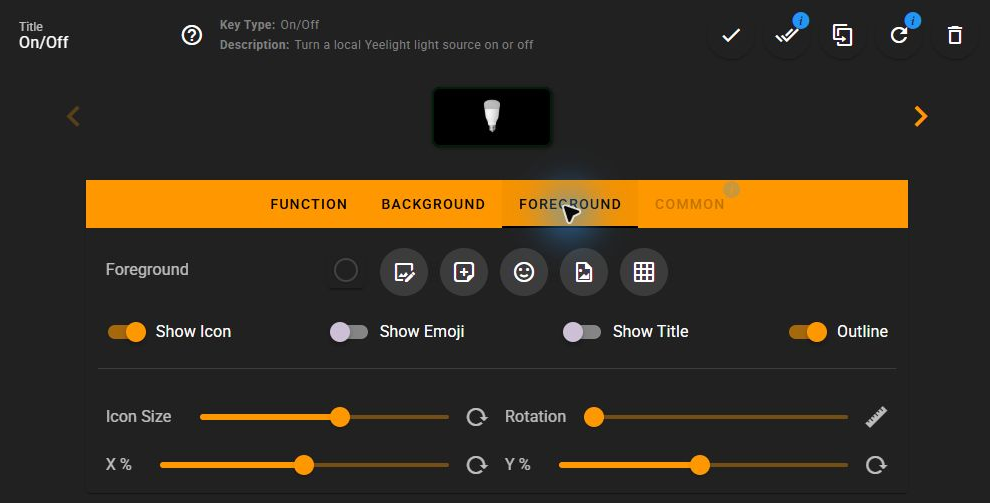 Title
On/Off
Key Type: On/Off
Description: Turn a local Yeelight light source on or off
FUNCTION BACKGROUND FOREGROUND COMMON
Foreground
Show Icon Show Emoji Show Title Outline
Icon Size Rotation
X % Y %